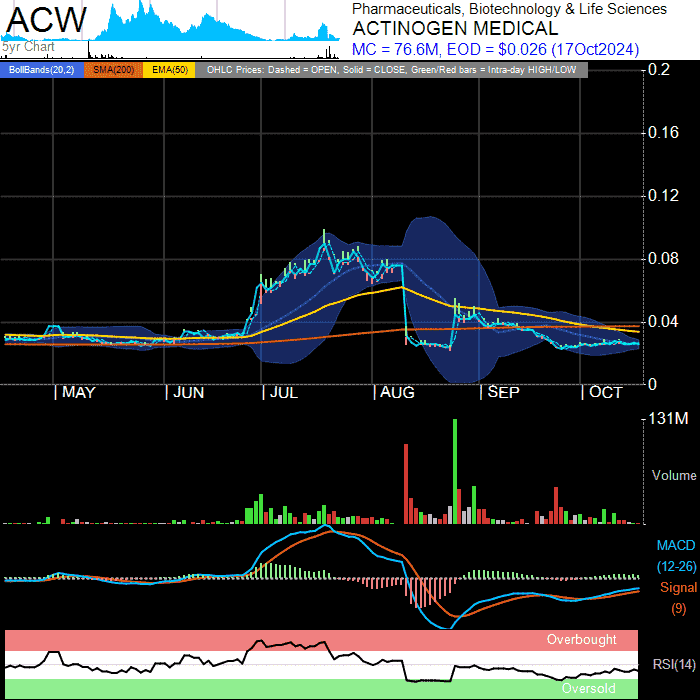 ACW
5yr Chart
Pharmaceuticals, Biotechnology & Life Sciences
ACTINOGEN MEDICAL
MC = 76.6M, EOD = $0.026 (17Oct2024)
BollBands(20,2) SMA(200) EMA(50) OHLC Prices: Dashed = OPEN, Solid = CLOSE, Green/Red bars = Intra-day HIGH/LOW
0.2
0.16
0.12
0.08
0.04
0
MAY JUN JUL AUG SEP OCT
131M
Volume
MACD
(12-26)
Signal
(9)
Overbought
RSI(14)
Oversold